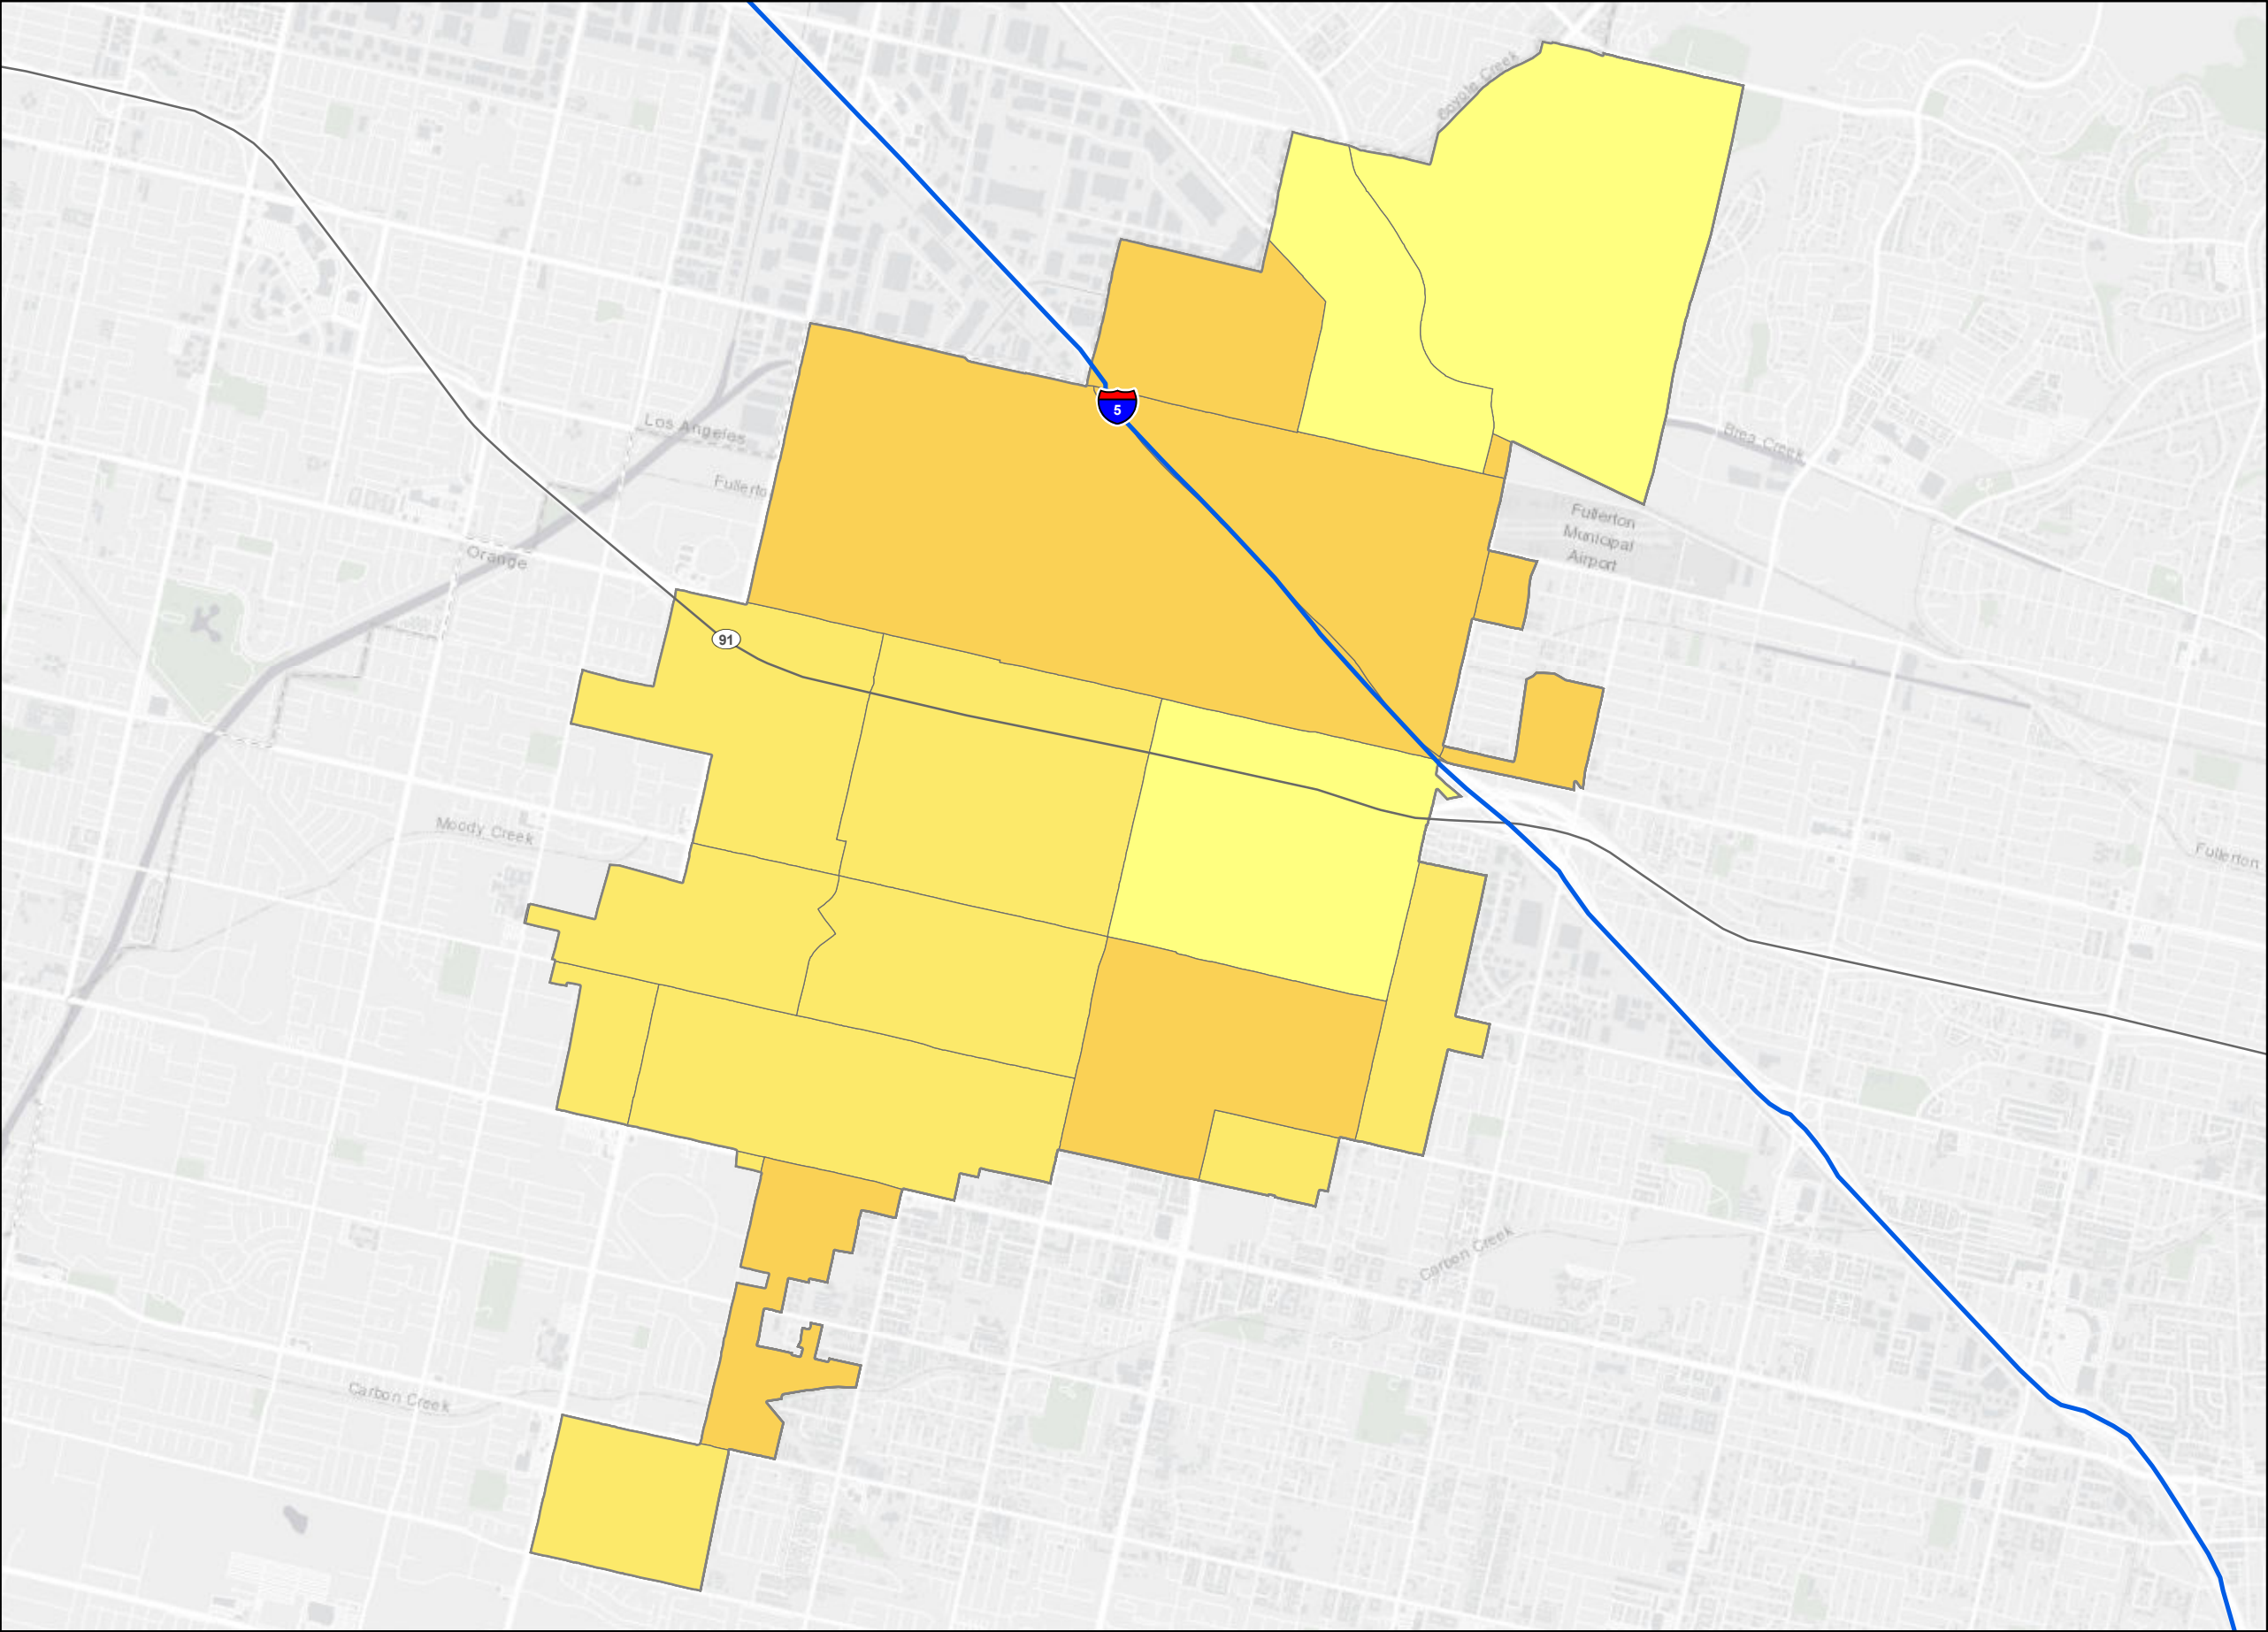 Coyote Creek
Los Angeles
Brea Creek
5
Fullerto
Fullerton
Municipal
Airport
Orange
91
Moody Creek
Fullerton
Carbon Creek
Carbon Creek